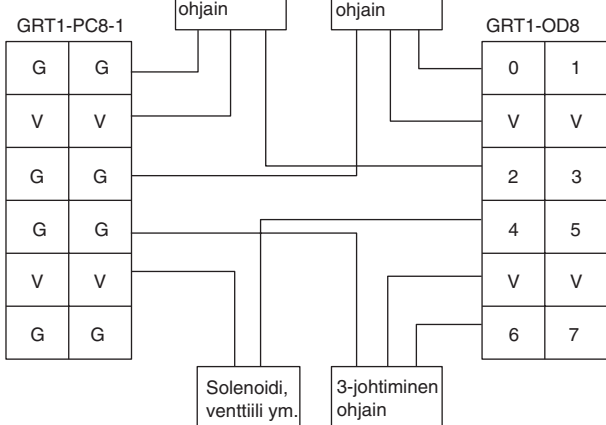 ohjain
ohjain
GRT1-PC8-1
GRT1-OD8
G G
0 1
V V
V V
G G
2 3
G G
4 5
V V
V V
G G
6 7
Solenoidi,
venttiili ym.
3-johtiminen
ohjain